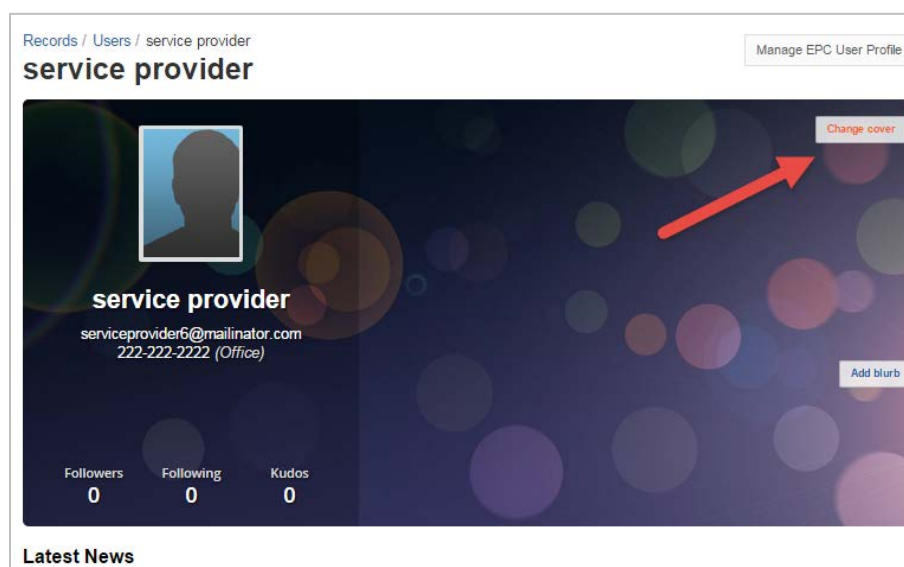 Records / Users / service provider
service provider
Manage EPC User Profile
Change cover
service provider
serviceprovider6@mailinator.com
222-222-2222 (Office)
Add blurb
Followers Following Kudos
0 0 0
Latest News